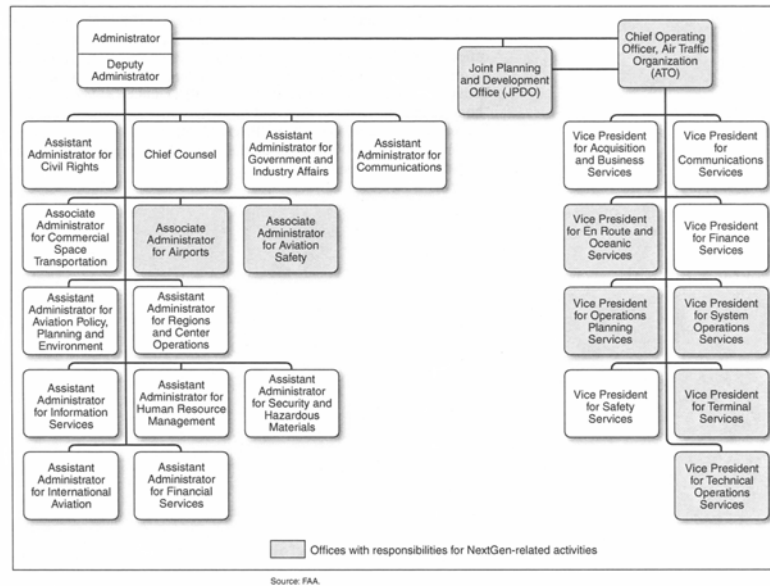 Administrator
Deputy
Administrator
Joint Planning
and Development
Office (JPDO)
Chief Operating
Officer, Air Traffic
Organization
(ATO)
Assistant
Administrator for
Civil Rights
Chief Counsel
Assistant
Administrator for
Government and
Industry Affairs
Assistant
Administrator for
Communications
Vice President
for Acquisition
and Business
Services
Vice President
for
Communications
Services
Associate
Administrator
for Commercial
Space
Transportation
Associate
Administrator
for Airports
Associate
Administrator
for Aviation
Safety
Vice President
for En Route and
Oceanic
Services
Vice President
for Finance
Services
Assistant
Administrator for
Aviation Policy,
Planning and
Environment
Assistant
Administrator
for Regions
and Center
Operations
Vice President
for Operations
Planning
Services
Vice President
for System
Operations
Services
Assistant
Administrator
for Information
Services
Assistant
Administrator for
Human Resource
Management
Assistant
Administrator
for Security and
Hazardous
Materials
Vice President
for Safety
Services
Vice President
for Terminal
Services
Assistant
Administrator
for International
Aviation
Assistant
Administrator
for Financial
Services
Vice President
for Technical
Operations
Services
Offices with responsibilities for NextGen-related activities
Source: FAA.